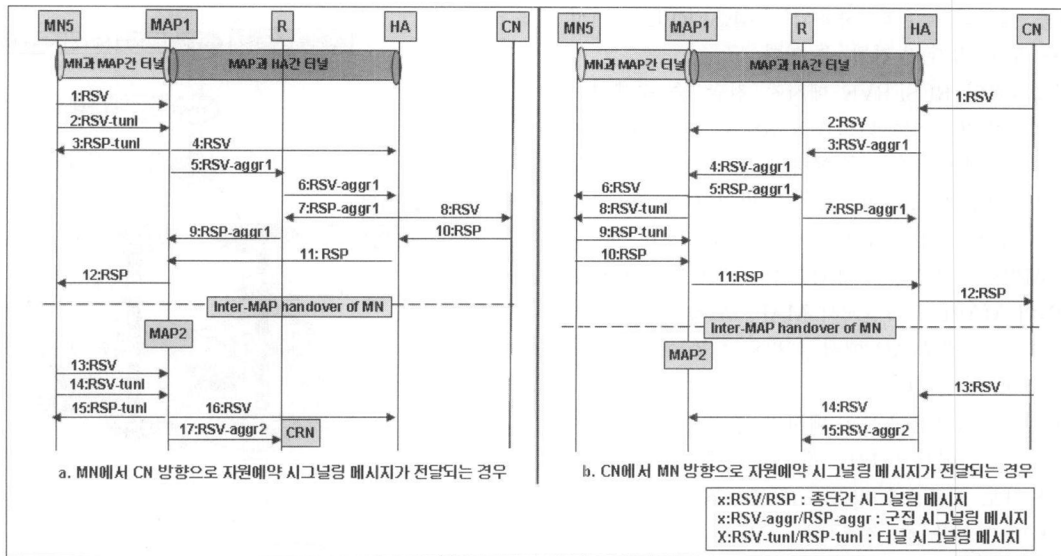 MN5 MAP1 R HA CN
MN과 MAP간 터널 MAP과 HA간 터널
1:RSV
2:RSV-tunl
3:RSP-tunl 4:RSV
5:RSV-aggr1
6:RSV-aggr1
7:RSP-aggr1 8:RSV
9:RSP-aggr1 10:RSP
11: RSP
12:RSP
Inter-MAP handover of MN
MAP2
13:RSV
14:RSV-tunl
15:RSP-tunl 16:RSV
17:RSV-aggr2 CRN
a. MN에서 CN 방향으로 자원예약 시그널링 메시지가 전달되는 경우
MN5 MAP1 R HA CN
MN과 MAP간 터널 MAP과 HA간 터널
1:RSV
2:RSV
3:RSV-aggr1
4:RSV-aggr1
6:RSV 5:RSP-aggr1
8:RSV-tunl 7:RSP-aggr1
9:RSP-tunl
10:RSP
11:RSP
12:RSP
Inter-MAP handover of MN
MAP2
13:RSV
14:RSV
15:RSV-aggr2
b. CN에서 MN 방향으로 자원예약 시그널링 메시지가 전달되는 경우
x:RSV/RSP : 종단간 시그널링 메시지
x:RSV-aggr/RSP-aggr : 군집 시그널링 메시지
X:RSV-tunl/RSP-tunl : 터널 시그널링 메시지